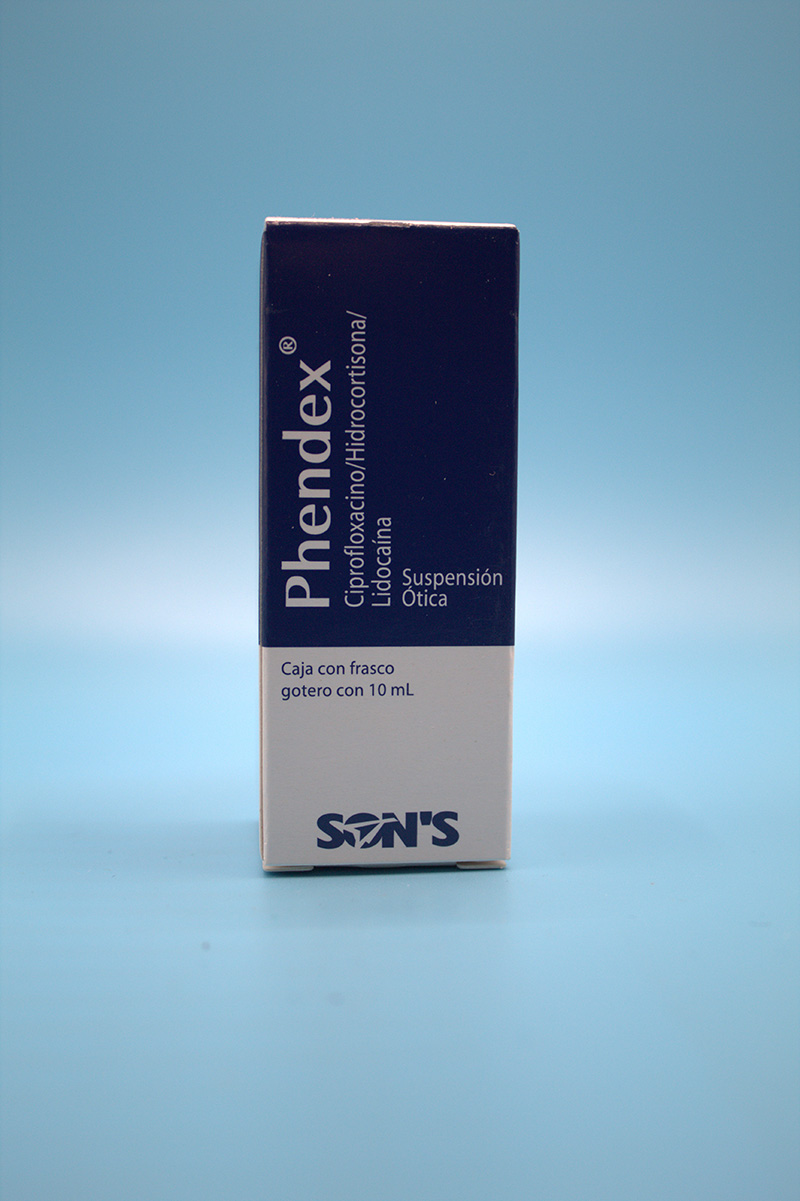 Phendex®
Ciprofloxacino/Hidrocortisona/
Lidocaína
Suspensión
Ótica
Caja con frasco
gotero con 10 mL
SON'S